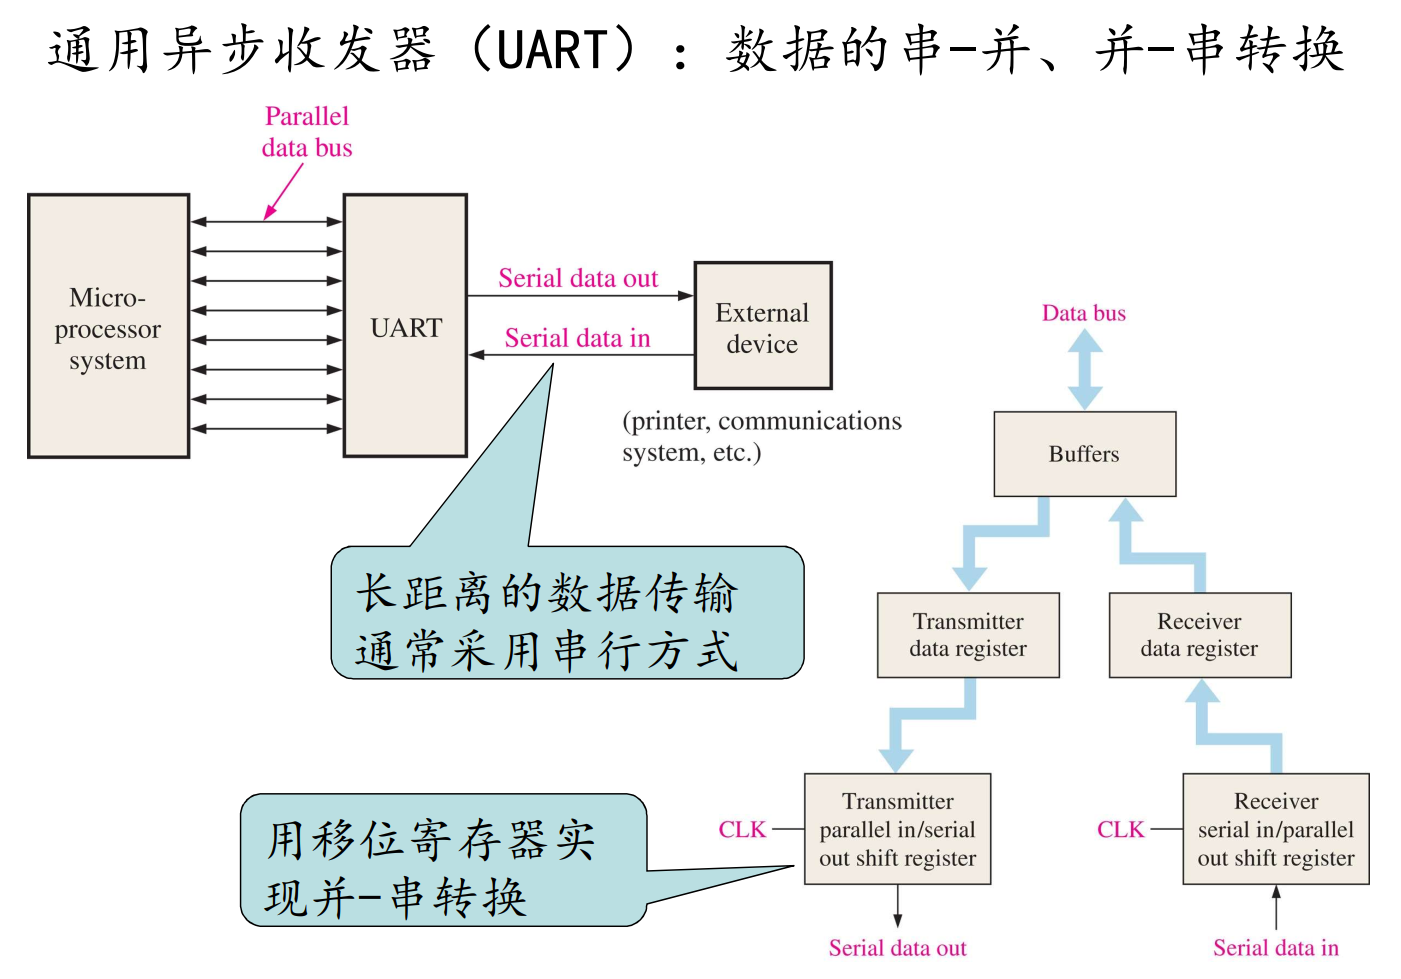 通用异步收发器（UART）：数据的串-并、并-串转换
Parallel
data bus
Micro-
processor
system
UART
Serial data out
Serial data in
External
device
(printer, communications
system, etc.)
长距离的数据传输
通常采用串行方式
Data bus
Buffers
Transmitter
data register
Receiver
data register
用移位寄存器实
现并-串转换
CLK
Transmitter
parallel in/serial
out shift register
Serial data out
CLK
Receiver
serial in/parallel
out shift register
Serial data in